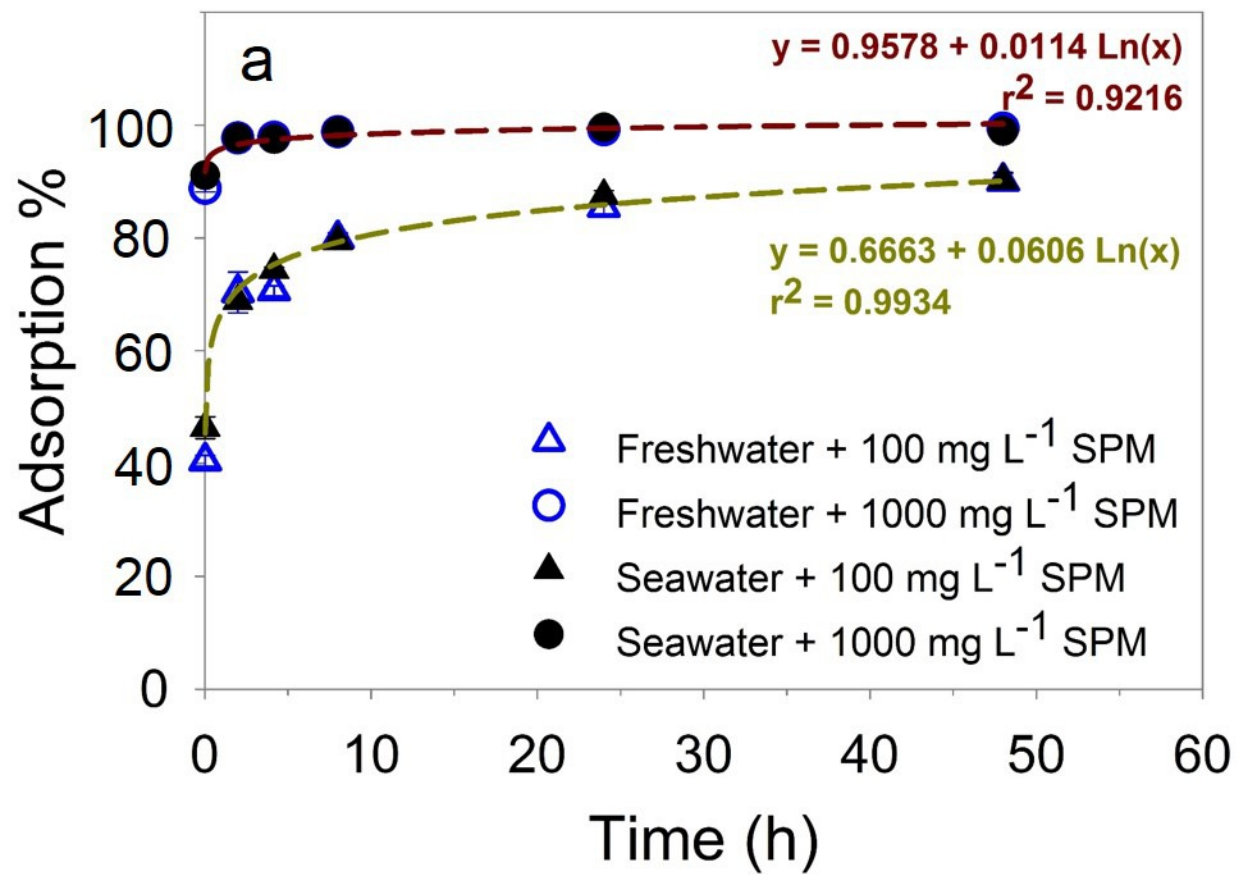 a
y = 0.9578 + 0.0114 Ln(x)
r² = 0.9216
100
80
60
40
20
0
Adsorption %
y = 0.6663 + 0.0606 Ln(x)
r² = 0.9934
Freshwater + 100 mg L⁻¹ SPM
Freshwater + 1000 mg L⁻¹ SPM
Seawater + 100 mg L⁻¹ SPM
Seawater + 1000 mg L⁻¹ SPM
0 10 20 30 40 50 60
Time (h)